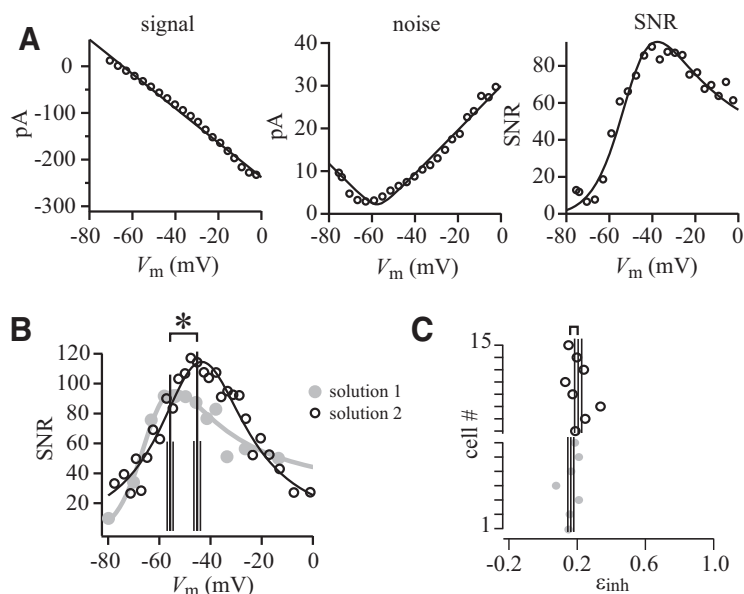 A
signal
noise
SNR
pA
0
-100
-200
-300
-80 -60 -40 -20 0
Vm (mV)
pA
40
30
20
10
0
-80 -60 -40 -20 0
Vm (mV)
SNR
80
60
40
20
0
-80 -60 -40 -20 0
Vm (mV)
B
*
SNR
120
100
80
60
40
20
-80 -60 -40 -20 0
Vm (mV)
solution 1
solution 2
C
cell #
15
1
-0.2 0.2 0.6 1.0
εinh